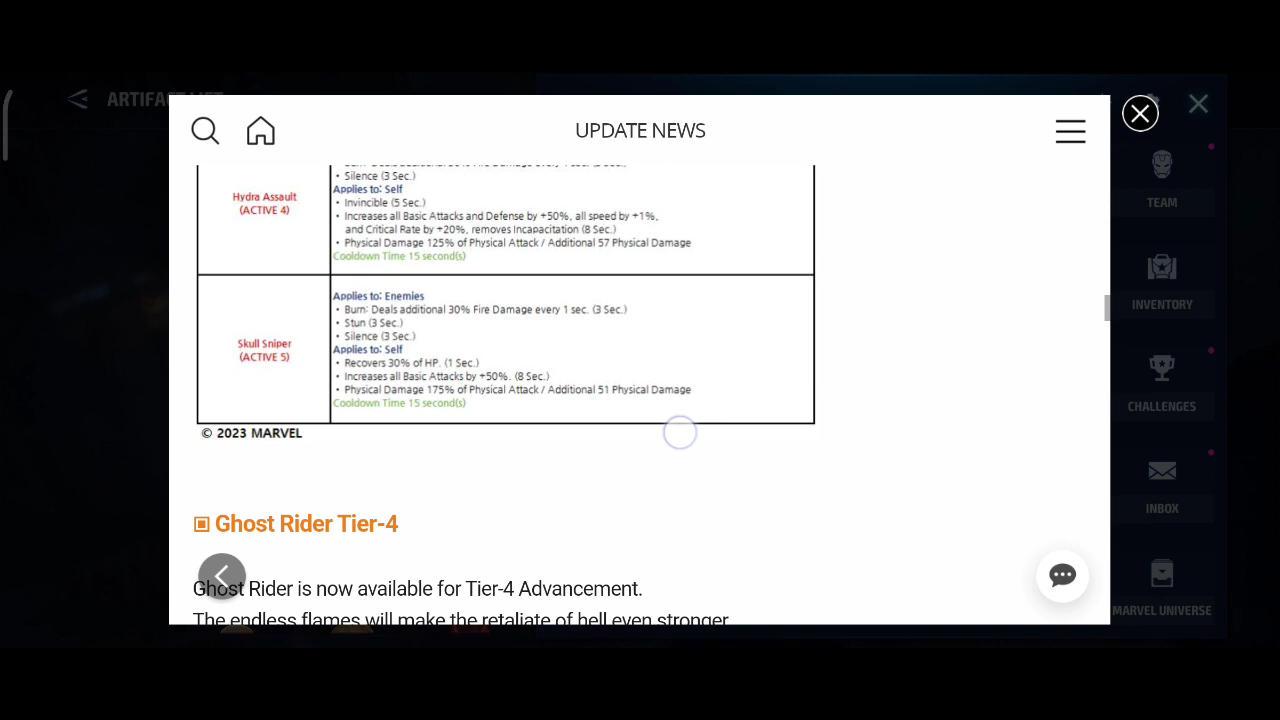 ARTIFACT LIST
UPDATE NEWS
Hydra Assault
(ACTIVE 4)
• Silence (3 Sec.)
Applies to: Self
• Invincible (5 Sec.)
• Increases all Basic Attacks and Defense by +50%, all speed by +1%,
and Critical Rate by +20%, removes Incapacitation (8 Sec.)
• Physical Damage 125% of Physical Attack / Additional 57 Physical Damage
Cooldown Time 15 second(s)
Skull Sniper
(ACTIVE 5)
Applies to: Enemies
• Burn: Deals additional 30% Fire Damage every 1 sec. (3 Sec.)
• Stun (3 Sec.)
• Silence (3 Sec.)
Applies to: Self
• Recovers 30% of HP. (1 Sec.)
• Increases all Basic Attacks by +50%. (8 Sec.)
• Physical Damage 175% of Physical Attack / Additional 51 Physical Damage
Cooldown Time 15 second(s)
© 2023 MARVEL
▣ Ghost Rider Tier-4
Ghost Rider is now available for Tier-4 Advancement.
The endless flames will make the retaliate of hell even stronger
TEAM
INVENTORY
CHALLENGES
INBOX
MARVEL UNIVERSE